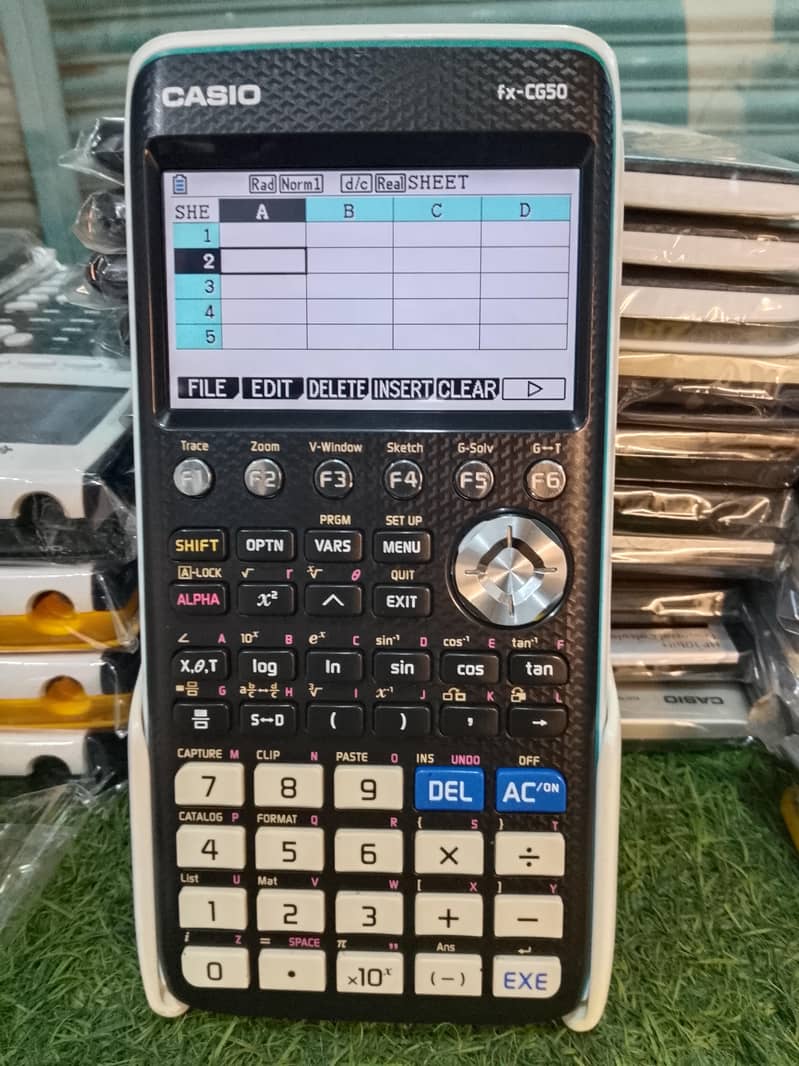 CASIO fx-CG50
Rad Norm1 d/c Real SHEET
SHE A B C D
1
2
3
4
5
FILE EDIT DELETE INSERT CLEAR ▷
Trace Zoom V-Window Sketch G-Solv G↔T
F1 F2 F3 F4 F5 F6
PRGM SET UP
SHIFT OPTN VARS MENU
A-LOCK √ r ˣ√ θ QUIT
ALPHA x² ^ EXIT
∠ A 10ˣ B eˣ C sin⁻¹ D cos⁻¹ E tan⁻¹ F
X,θ,T log ln sin cos tan
G a b/c↔d/c H ³√ I x⁻¹ J K L
S↔D ( ) , →
CAPTURE M CLIP N PASTE O INS UNDO OFF
7 8 9 DEL AC/ON
CATALOG P FORMAT Q R { S } T
4 5 6 × ÷
List U Mat V W [ X ] Y
1 2 3 + −
i Z = SPACE π " Ans ↵
0 • ×10ˣ (−) EXE
CASIO